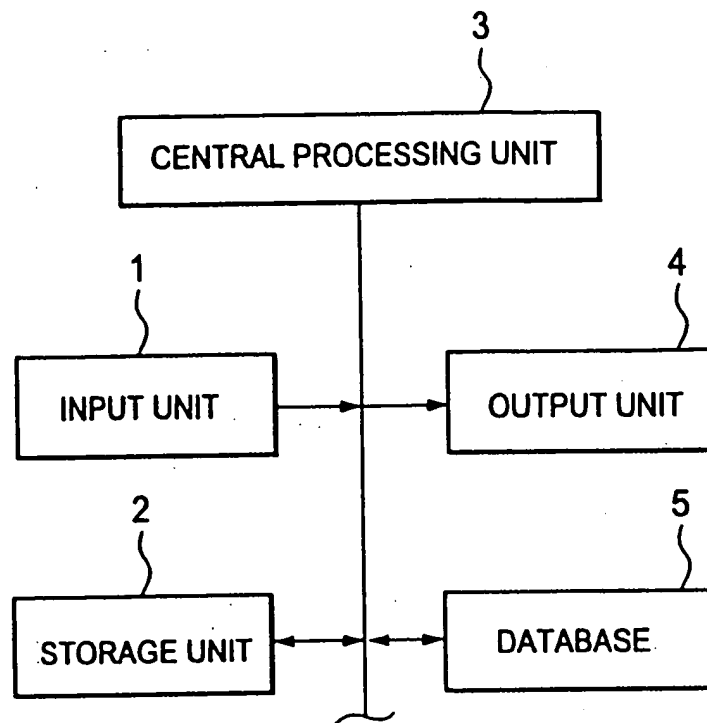 3
CENTRAL PROCESSING UNIT
1
4
INPUT UNIT
OUTPUT UNIT
2
5
STORAGE UNIT
DATABASE